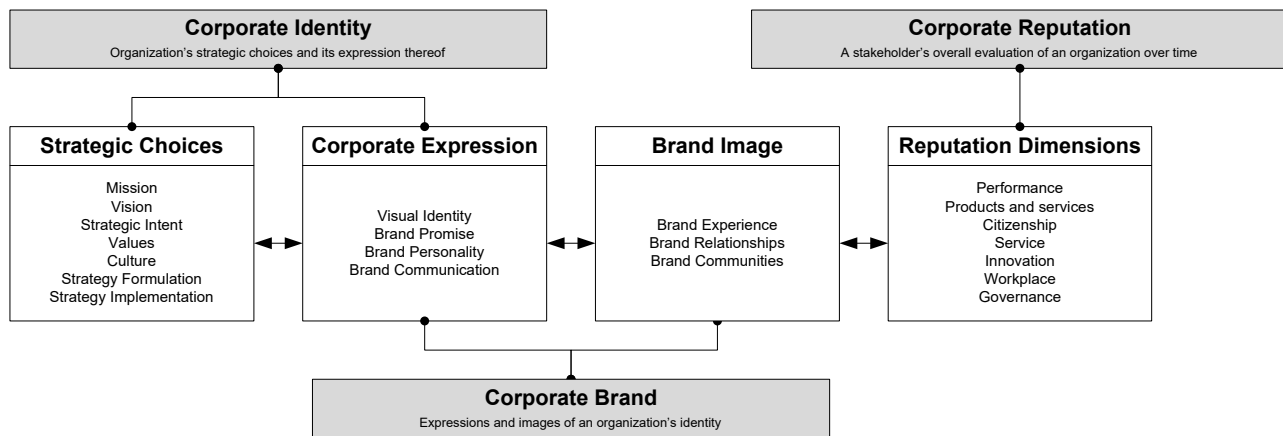 Corporate Identity
Organization's strategic choices and its expression thereof
Corporate Reputation
A stakeholder's overall evaluation of an organization over time
Strategic Choices
Mission
Vision
Strategic Intent
Values
Culture
Strategy Formulation
Strategy Implementation
Corporate Expression
Visual Identity
Brand Promise
Brand Personality
Brand Communication
Brand Image
Brand Experience
Brand Relationships
Brand Communities
Reputation Dimensions
Performance
Products and services
Citizenship
Service
Innovation
Workplace
Governance
Corporate Brand
Expressions and images of an organization's identity